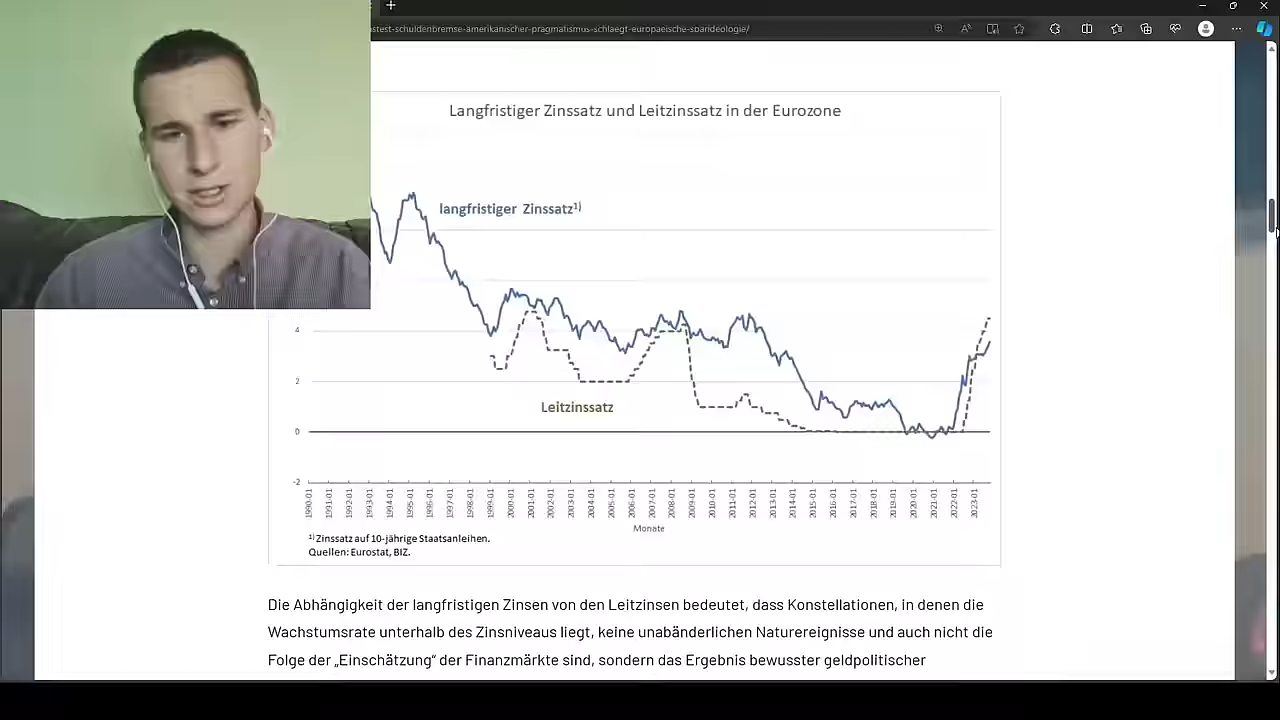 stest-schuldenbremse-amerikanischer-pragmatismus-schlaegt-europaeische-sparideologie/
Langfristiger Zinssatz und Leitzinssatz in der Eurozone
langfristiger Zinssatz¹⁾
4
2
Leitzinssatz
0
-2
1990-01 1991-01 1992-01 1993-01 1994-01 1995-01 1996-01 1997-01 1998-01 1999-01 2000-01 2001-01 2002-01 2003-01 2004-01 2005-01 2006-01 2007-01 2008-01 2009-01 2010-01 2011-01 2012-01 2013-01 2014-01 2015-01 2016-01 2017-01 2018-01 2019-01 2020-01 2021-01 2022-01 2023-01
Monate
¹⁾ Zinssatz auf 10-jährige Staatsanleihen.
Quellen: Eurostat, BIZ.
Die Abhängigkeit der langfristigen Zinsen von den Leitzinsen bedeutet, dass Konstellationen, in denen die
Wachstumsrate unterhalb des Zinsniveaus liegt, keine unabänderlichen Naturereignisse und auch nicht die
Folge der „Einschätzung“ der Finanzmärkte sind, sondern das Ergebnis bewusster geldpolitischer